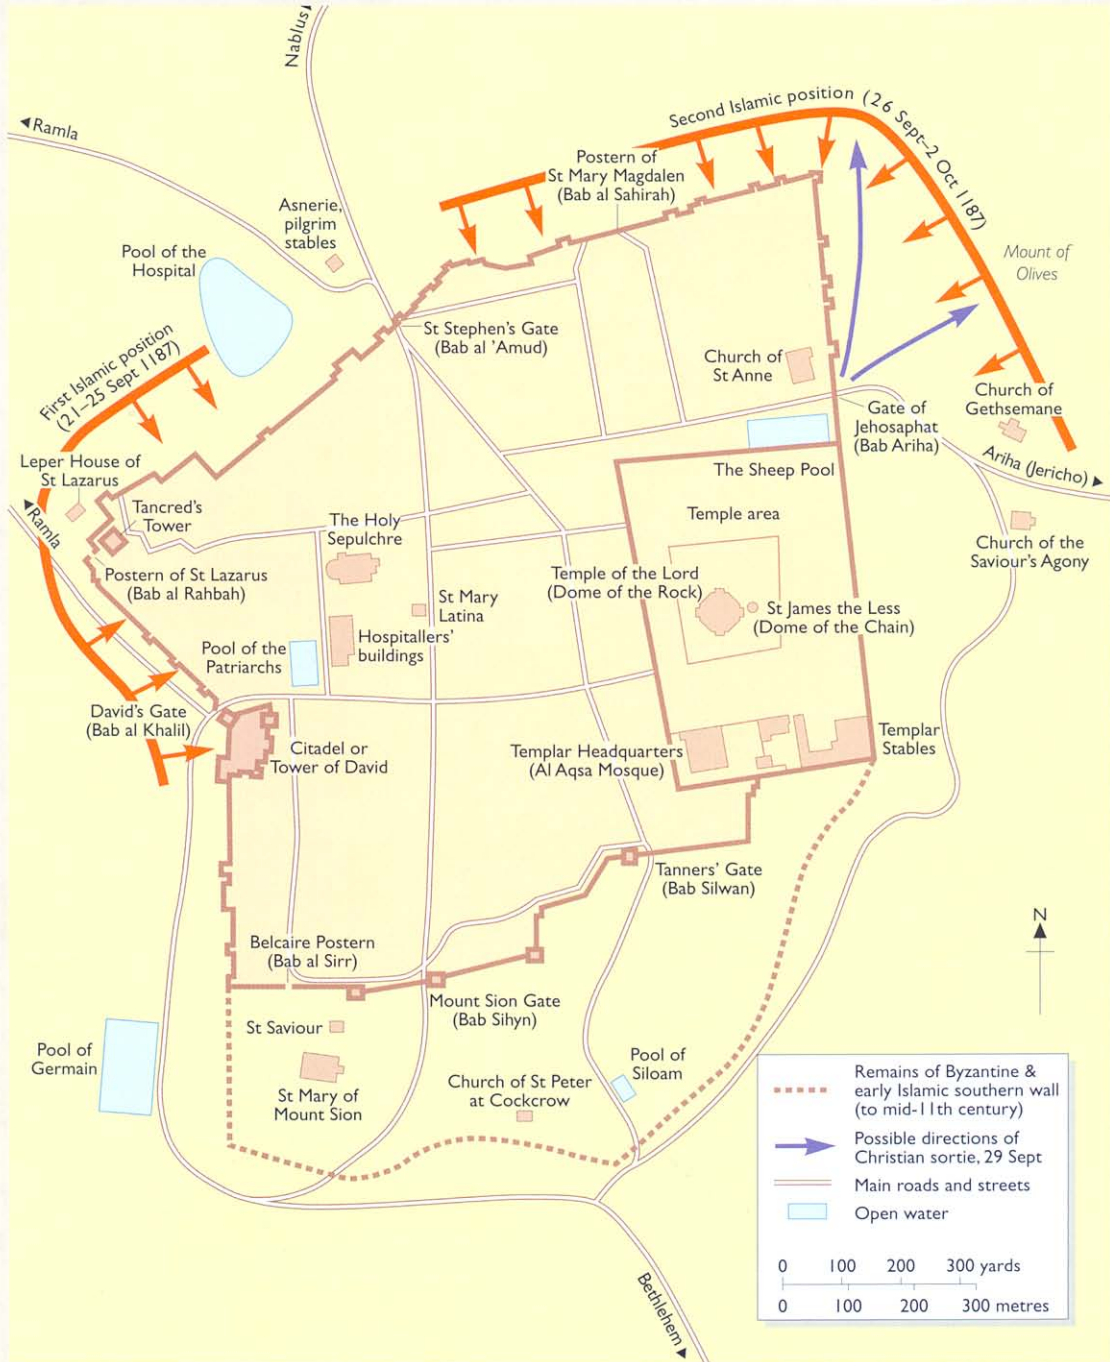 Nablus
Ramla
Second Islamic position (26 Sept–2 Oct 1187)
Postern of
St Mary Magdalen
(Bab al Sahirah)
Asnerie,
pilgrim
stables
Pool of the
Hospital
Mount of
Olives
St Stephen's Gate
(Bab al 'Amud)
First Islamic position
(21–25 Sept 1187)
Church of
St Anne
Church of
Gethsemane
Gate of
Jehosaphat
(Bab Ariha)
Leper House of
St Lazarus
The Sheep Pool
Ariha (Jericho)
Ramla
Tancred's
Tower
The Holy
Sepulchre
Temple area
Church of the
Saviour's Agony
Postern of St Lazarus
(Bab al Rahbah)
Temple of the Lord
(Dome of the Rock)
St Mary
Latina
St James the Less
(Dome of the Chain)
Hospitallers'
buildings
Pool of the
Patriarchs
David's Gate
(Bab al Khalil)
Citadel or
Tower of David
Templar Headquarters
(Al Aqsa Mosque)
Templar
Stables
Tanners' Gate
(Bab Silwan)
N
Belcaire Postern
(Bab al Sirr)
Mount Sion Gate
(Bab Sihyn)
St Saviour
Pool of
Germain
St Mary of
Mount Sion
Church of St Peter
at Cockcrow
Pool of
Siloam
Bethlehem
Remains of Byzantine &
early Islamic southern wall
(to mid-11th century)
Possible directions of
Christian sortie, 29 Sept
Main roads and streets
Open water
0 100 200 300 yards
0 100 200 300 metres